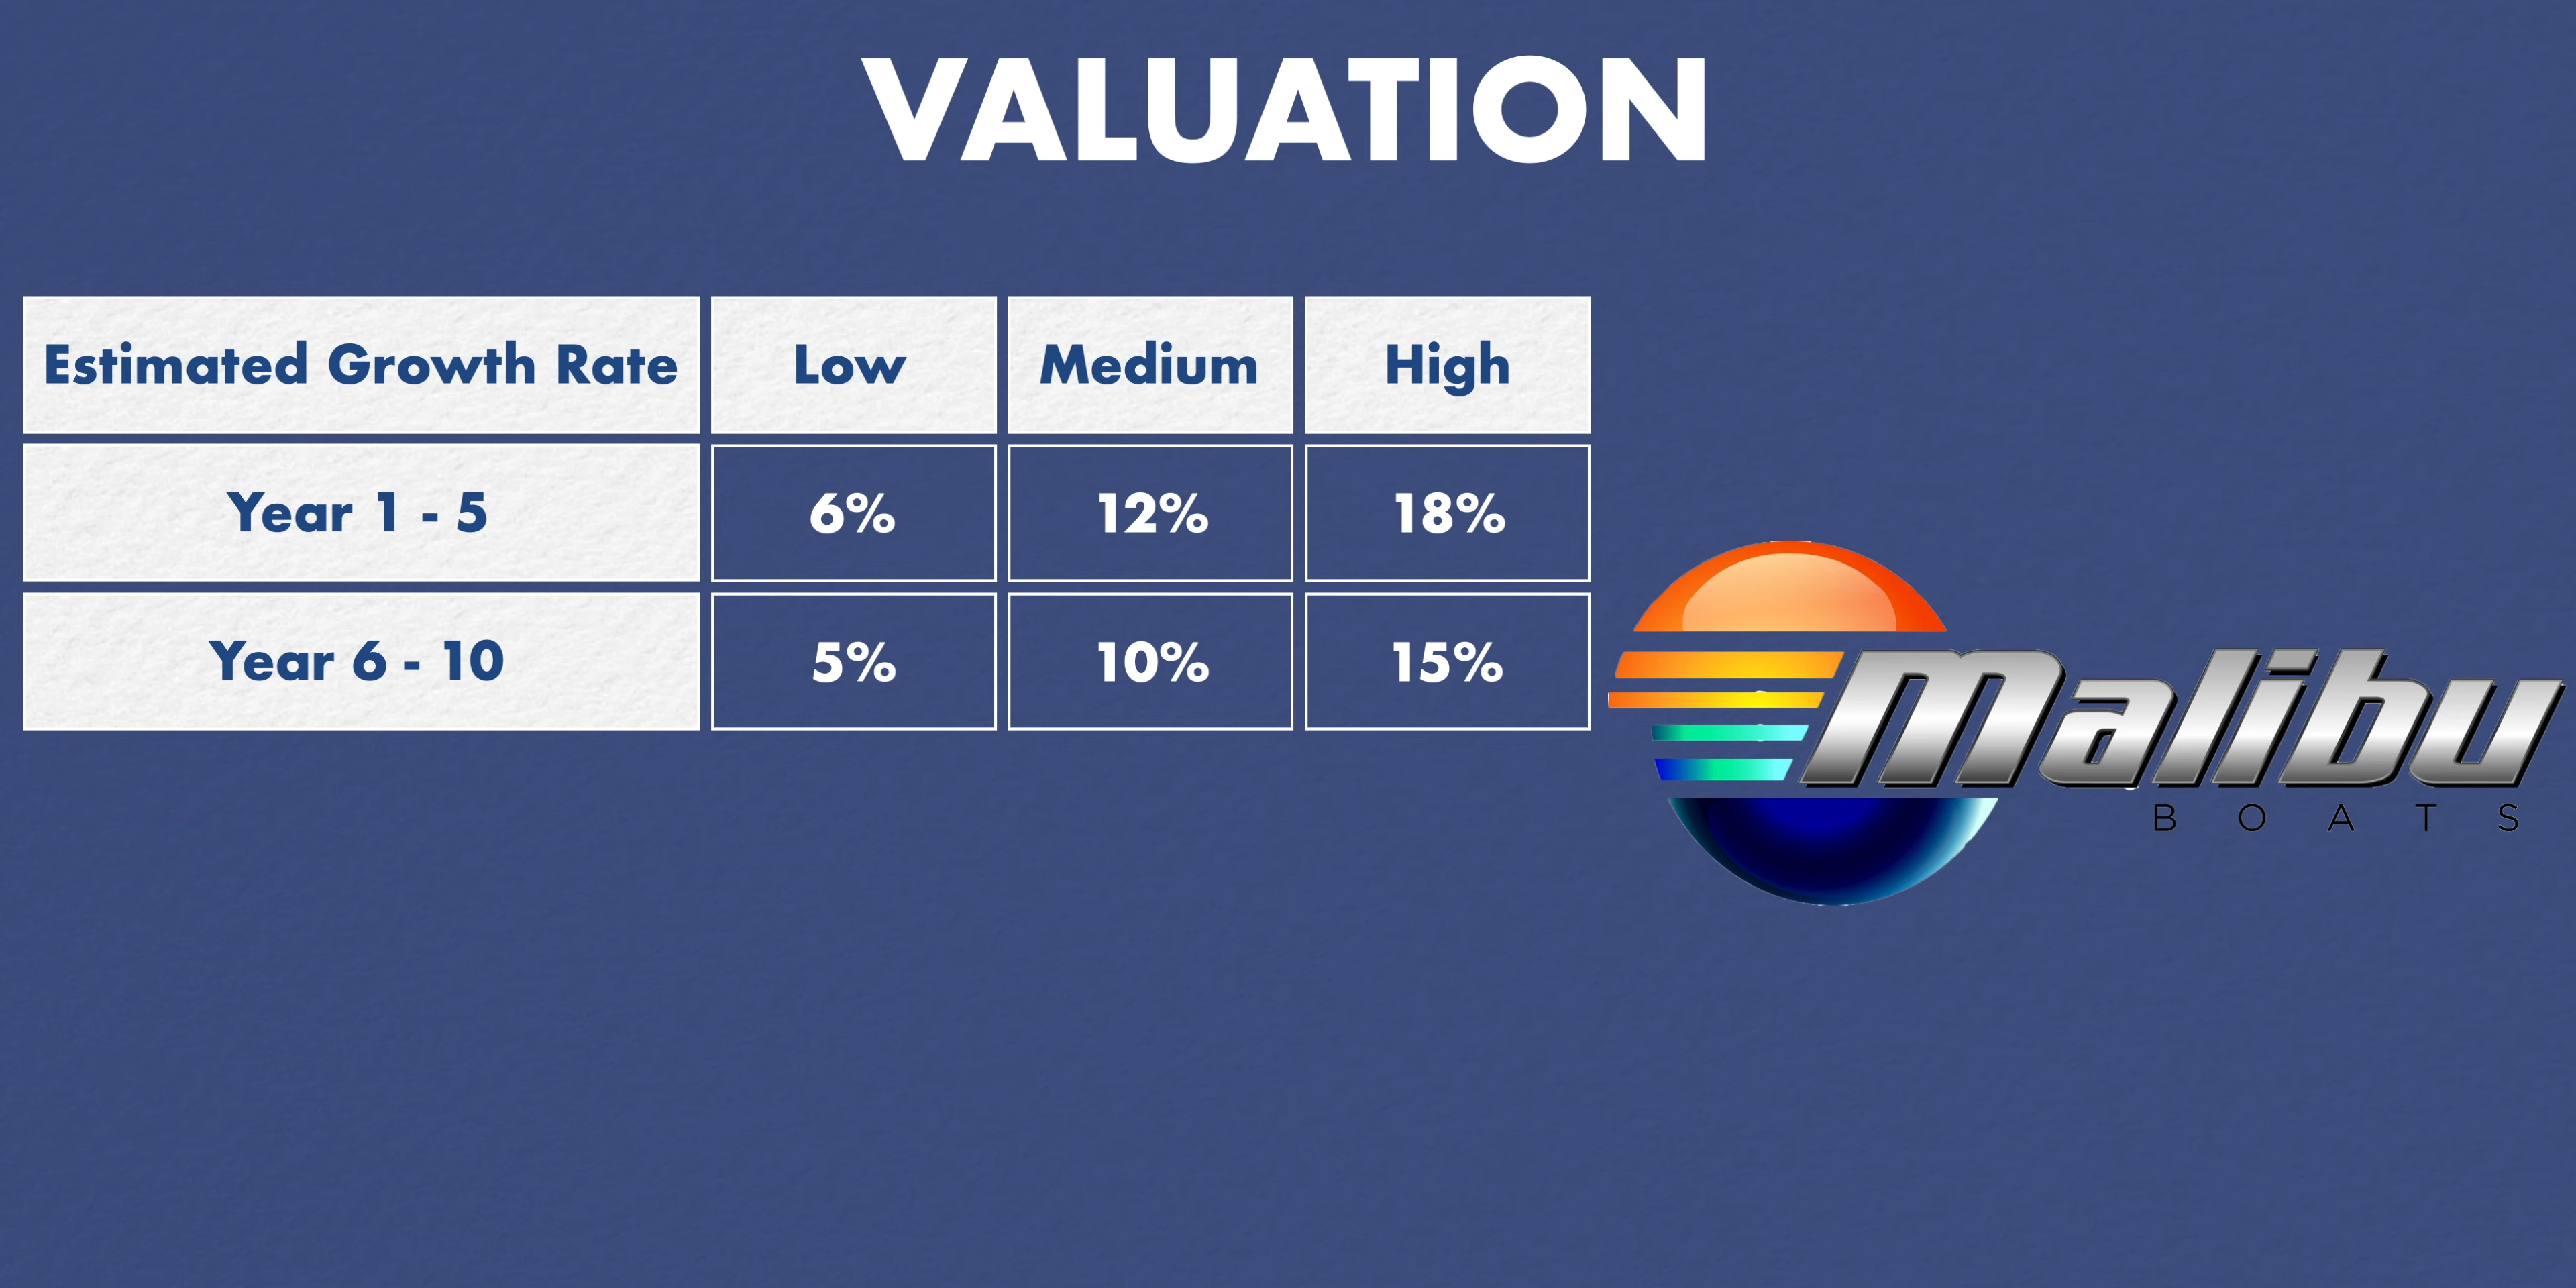 VALUATION
Estimated Growth Rate Low Medium High
Year 1 - 5 6% 12% 18%
Year 6 - 10 5% 10% 15%
malibu
BOATS